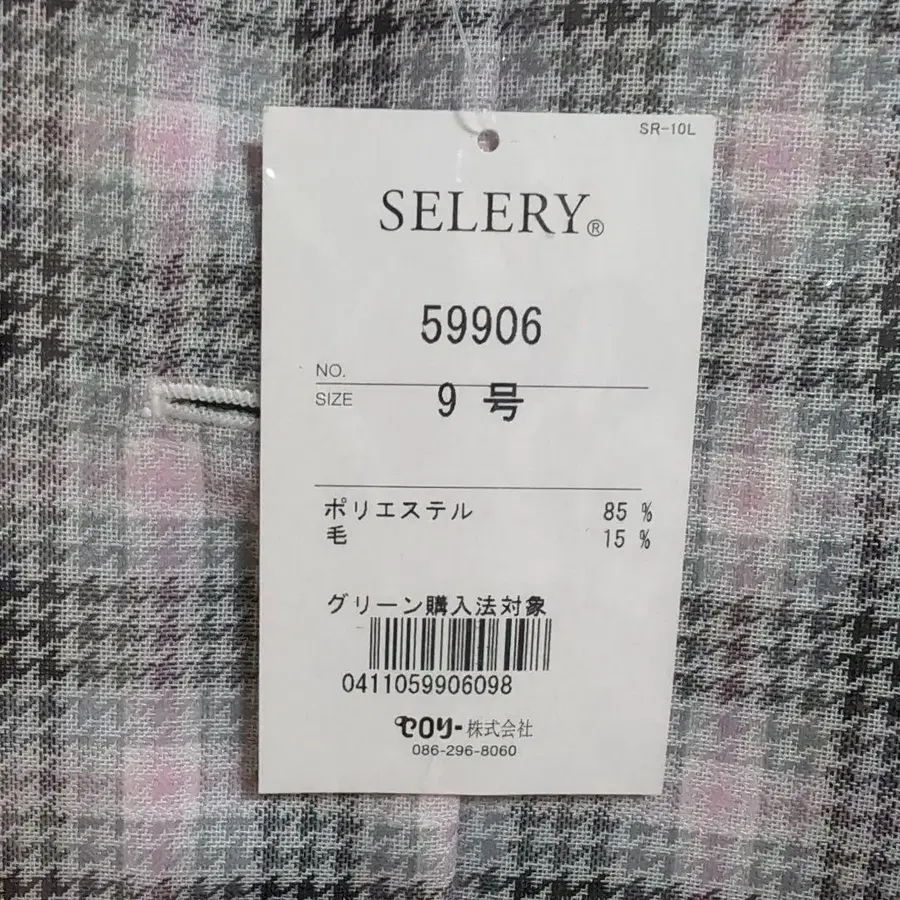 SR-10L
SELERY®
59906
NO.
SIZE 9 号
ポリエステル 85 %
毛 15 %
グリーン購入法対象
0411059906098
セロリー株式会社
086-296-8060